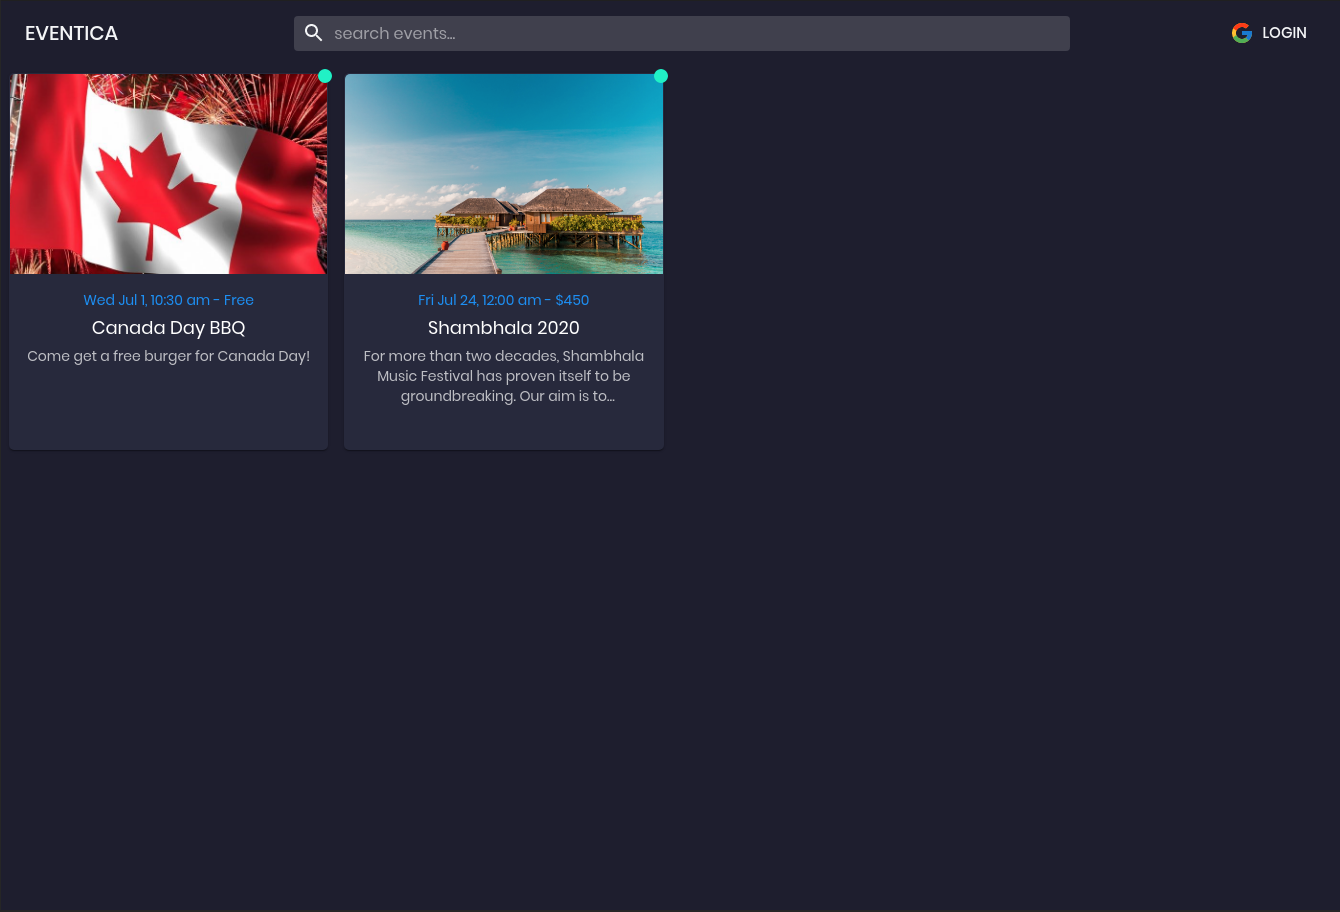 EVENTICA
search events...
LOGIN
Wed Jul 1, 10:30 am - Free
Canada Day BBQ
Come get a free burger for Canada Day!
Fri Jul 24, 12:00 am - $450
Shambhala 2020
For more than two decades, Shambhala
Music Festival has proven itself to be
groundbreaking. Our aim is to...